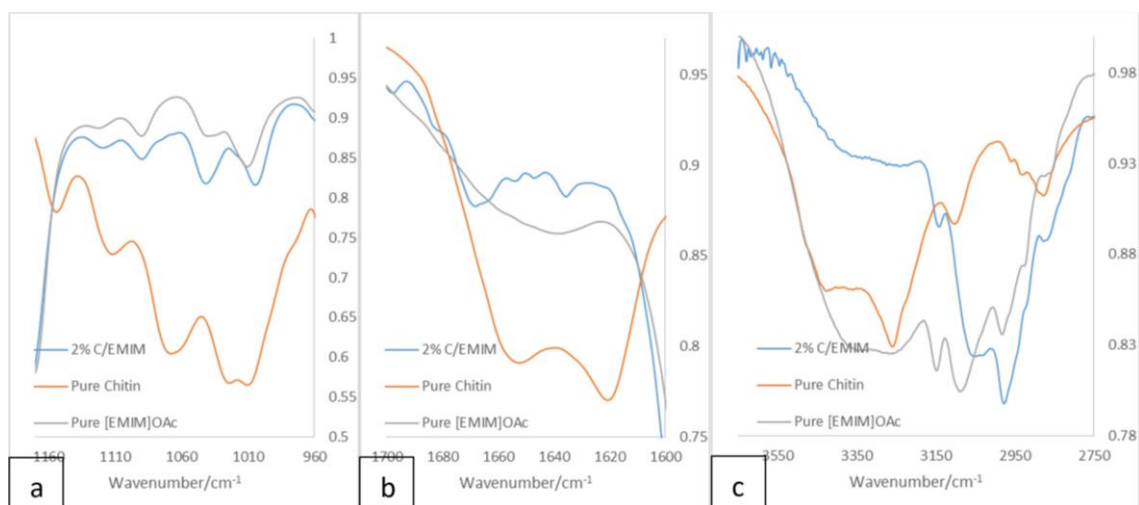 1
0.95
0.9
0.85
0.8
0.75
0.7
0.65
0.6
0.55
0.5
2% C/EMIM
Pure Chitin
Pure [EMIM]OAc
1160 1110 1060 1010 960
Wavenumber/cm-1
a
0.95
0.9
0.85
0.8
0.75
2% C/EMIM
Pure Chitin
Pure [EMIM]OAc
1700 1680 1660 1640 1620 1600
Wavenumber/cm-1
b
0.98
0.93
0.88
0.83
0.78
2% C/EMIM
Pure Chitin
Pure [EMIM]OAc
3550 3350 3150 2950 2750
Wavenumber/cm-1
c